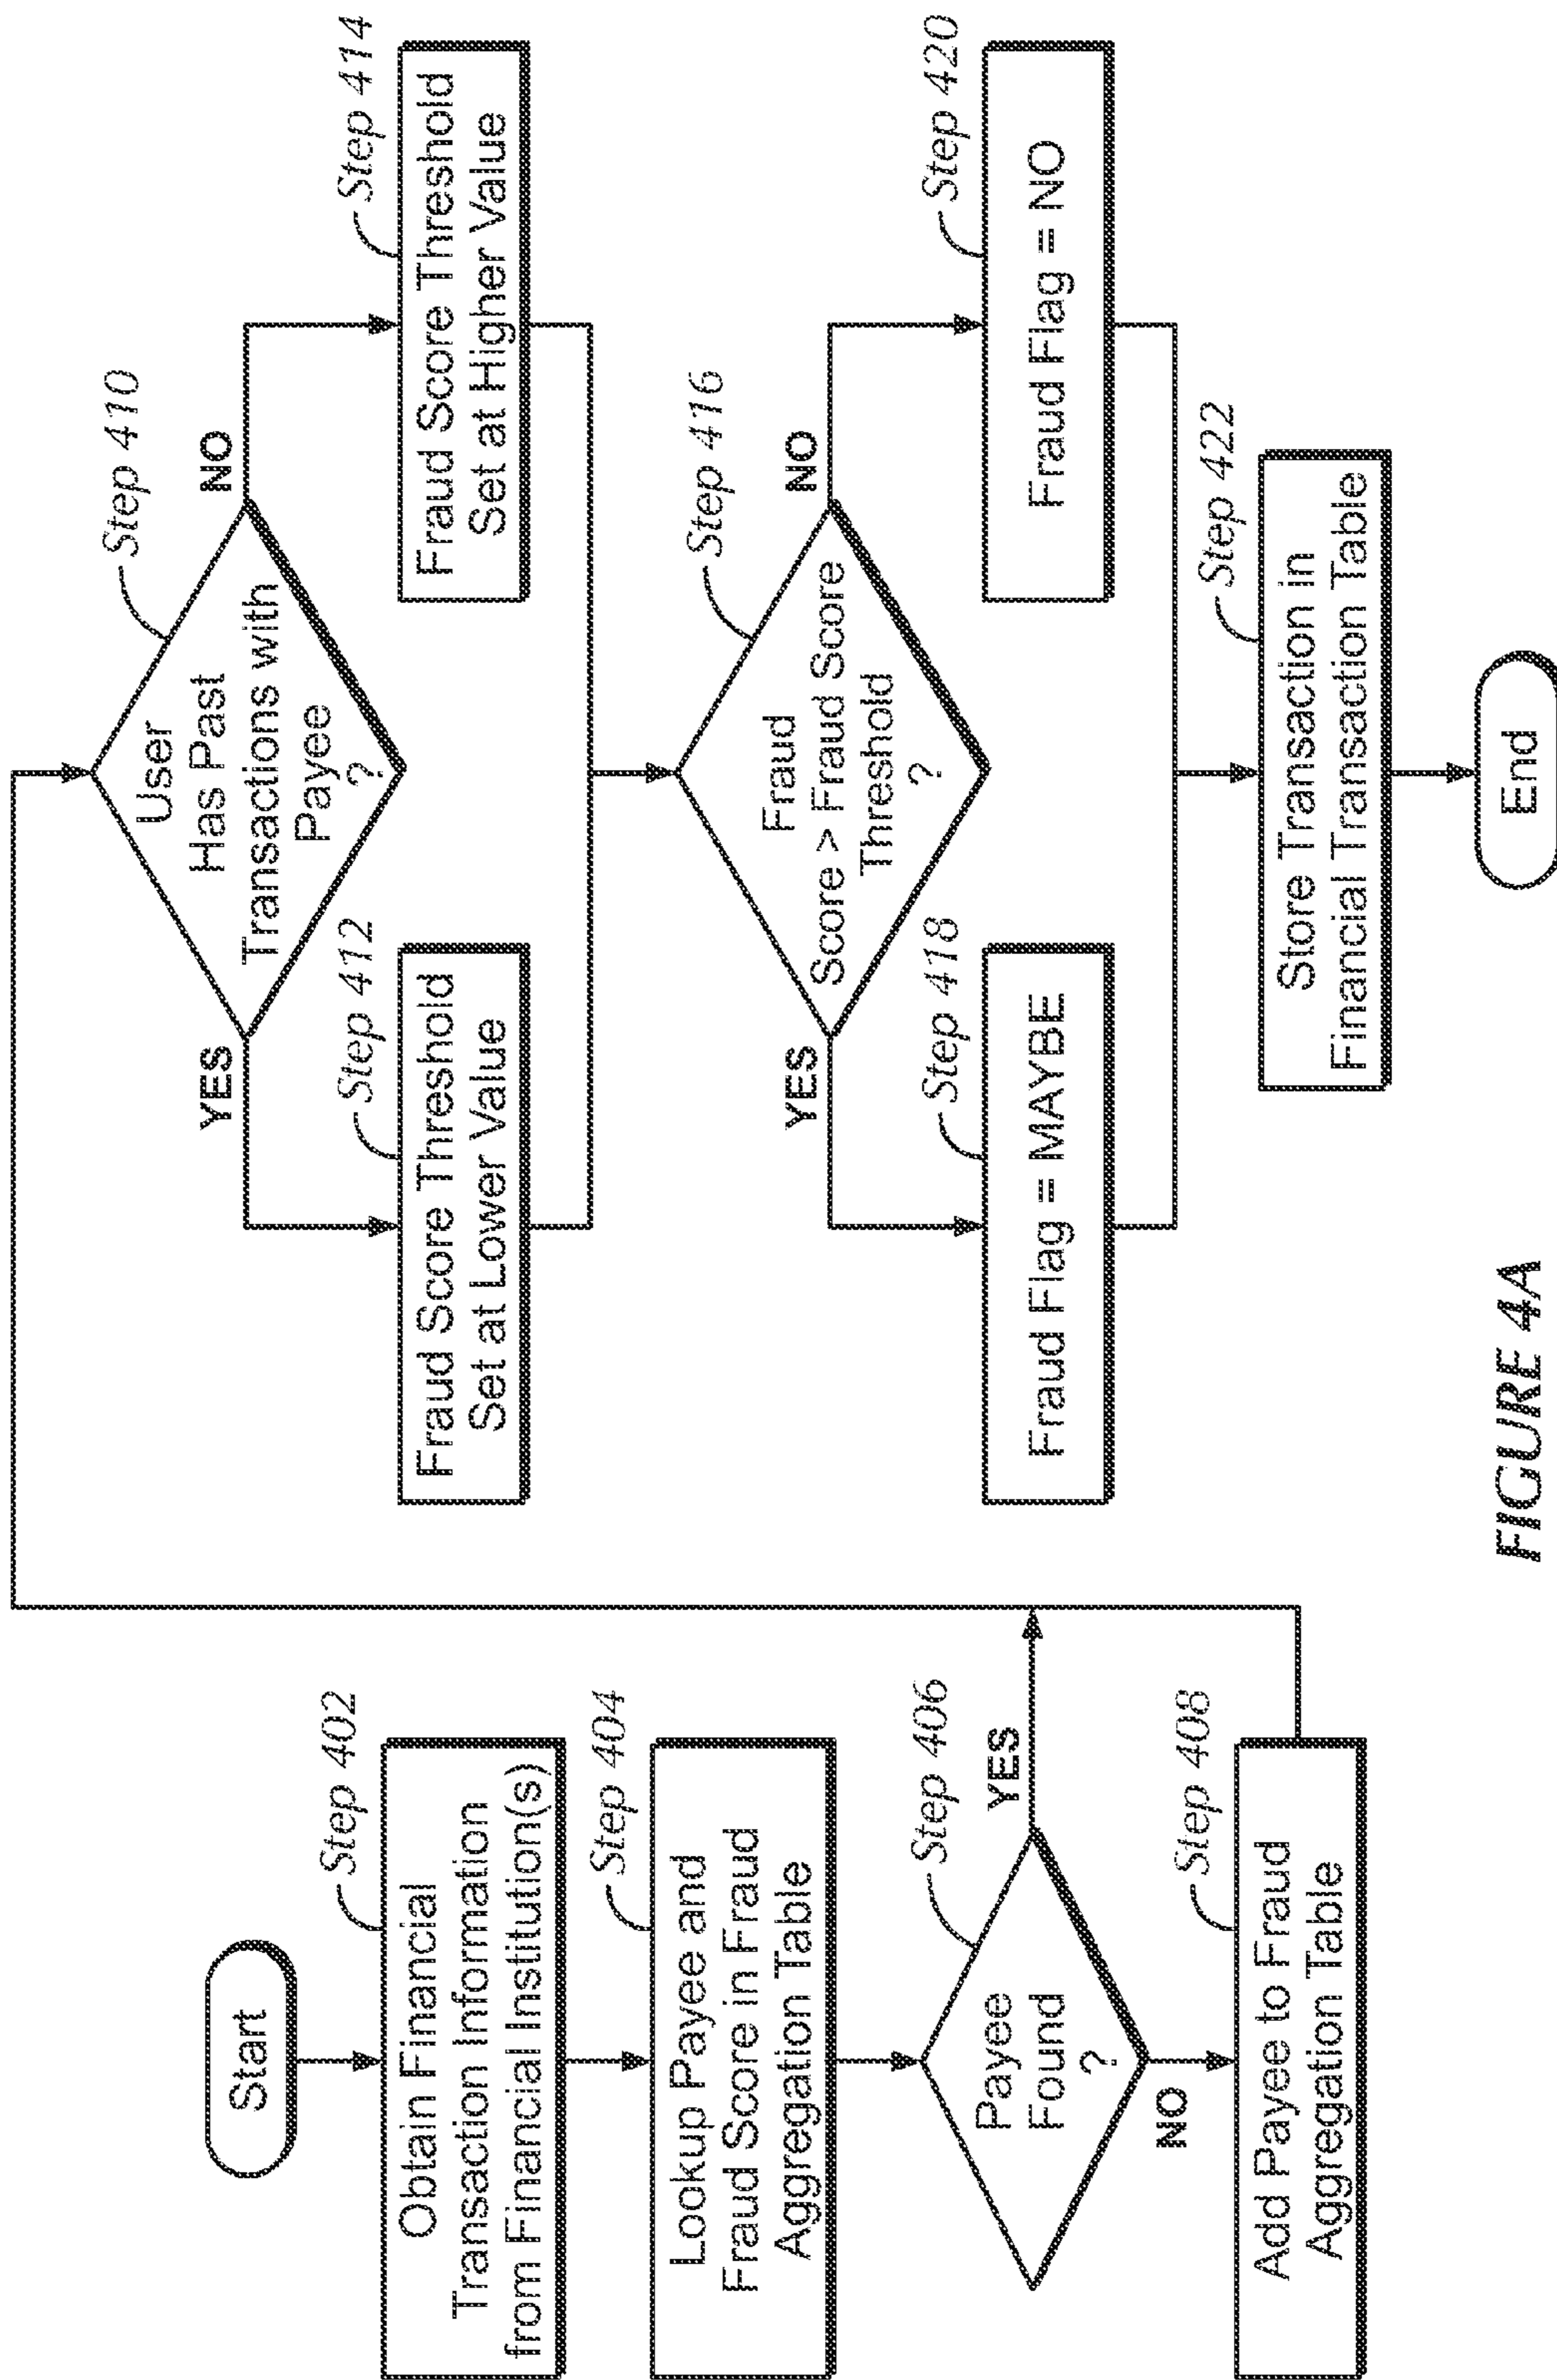 Start
Step 402
Obtain Financial
Transaction Information
from Financial Institution(s)
Step 404
Lookup Payee and
Fraud Score in Fraud
Aggregation Table
Step 406
Payee
Found
?
YES
NO
Step 408
Add Payee to Fraud
Aggregation Table
Step 410
User
Has Past
Transactions with
Payee
?
YES
NO
Step 412
Fraud Score Threshold
Set at Lower Value
Step 414
Fraud Score Threshold
Set at Higher Value
Step 416
Fraud
Score > Fraud Score
Threshold
?
YES
NO
Step 418
Fraud Flag = MAYBE
Step 420
Fraud Flag = NO
Step 422
Store Transaction in
Financial Transaction Table
End
FIGURE 4A